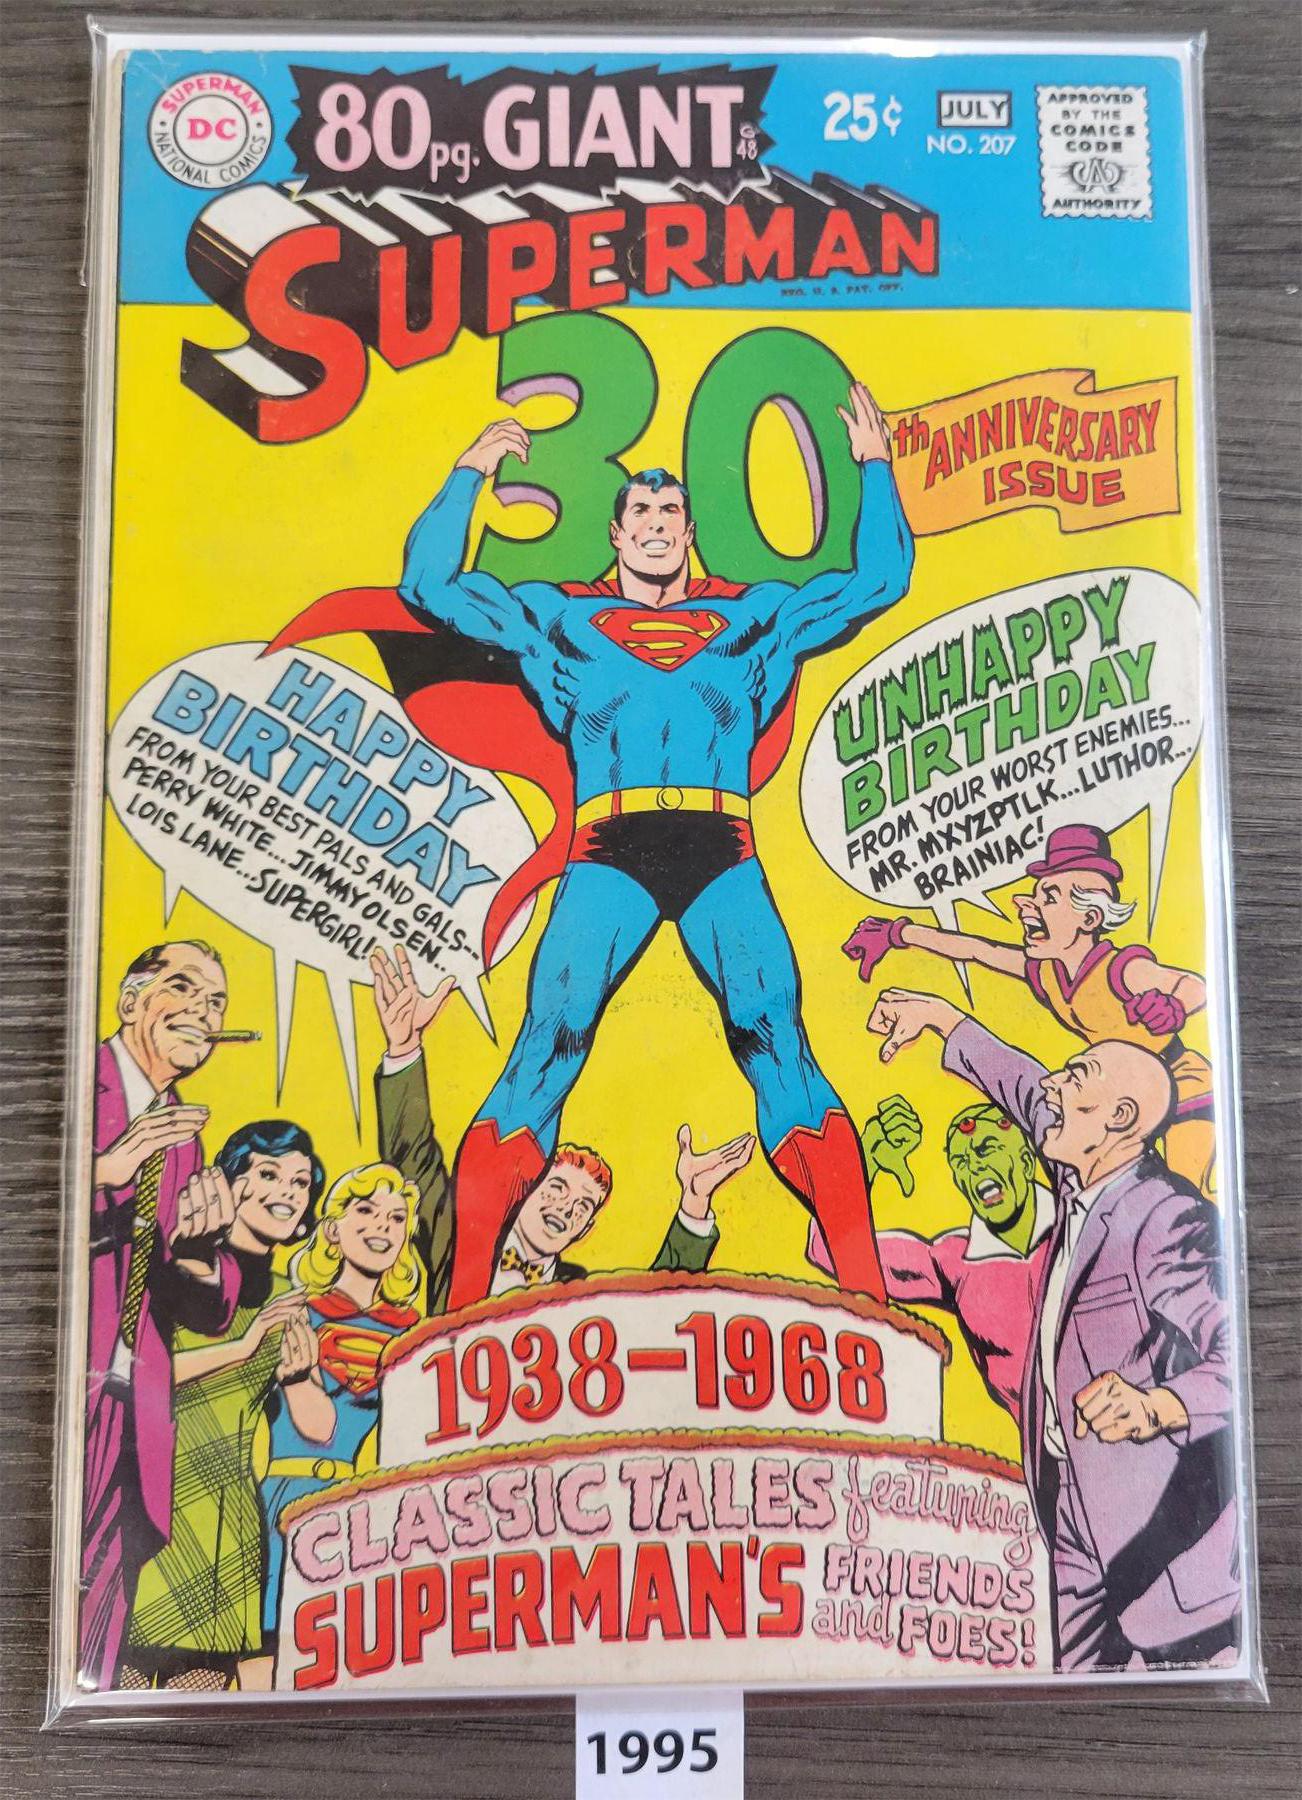 SUPERMAN
DC
NATIONAL COMICS
80pg. GIANT
G
48
25¢
JULY
NO. 207
APPROVED
BY THE
COMICS
CODE
AUTHORITY
SUPERMAN
REG. U. S. PAT. OFF.
30
th ANNIVERSARY
ISSUE
HAPPY
BIRTHDAY
FROM YOUR BEST PALS AND GALS--
PERRY WHITE...JIMMY OLSEN..
LOIS LANE...SUPERGIRL!
UNHAPPY
BIRTHDAY
FROM YOUR WORST ENEMIES...
MR. MXYZPTLK...LUTHOR...
BRAINIAC!
1938-1968
CLASSIC TALES featuring
SUPERMAN'S FRIENDS
and FOES!
1995